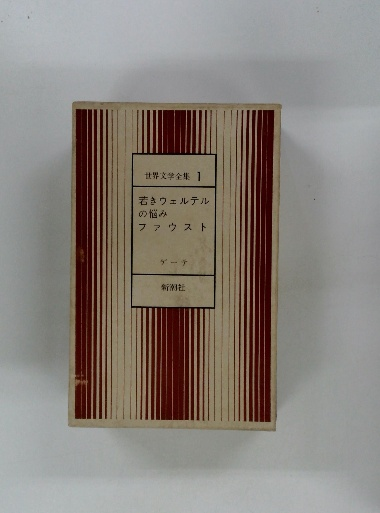 世界文学全集 1
若きウェルテル
の悩み
ファウスト
ゲーテ
新潮社